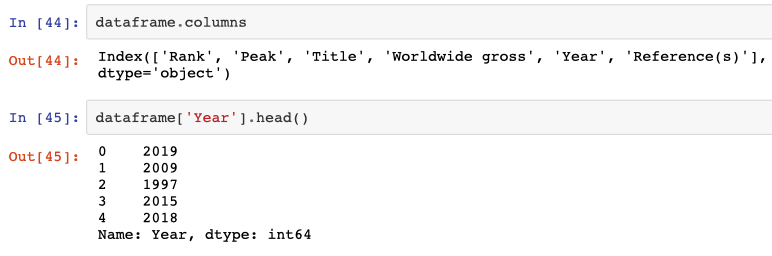 In [44]: dataframe.columns
Out[44]: Index(['Rank', 'Peak', 'Title', 'Worldwide gross', 'Year', 'Reference(s)'],
dtype='object')
In [45]: dataframe['Year'].head()
Out[45]: 0    2019
1    2009
2    1997
3    2015
4    2018
Name: Year, dtype: int64